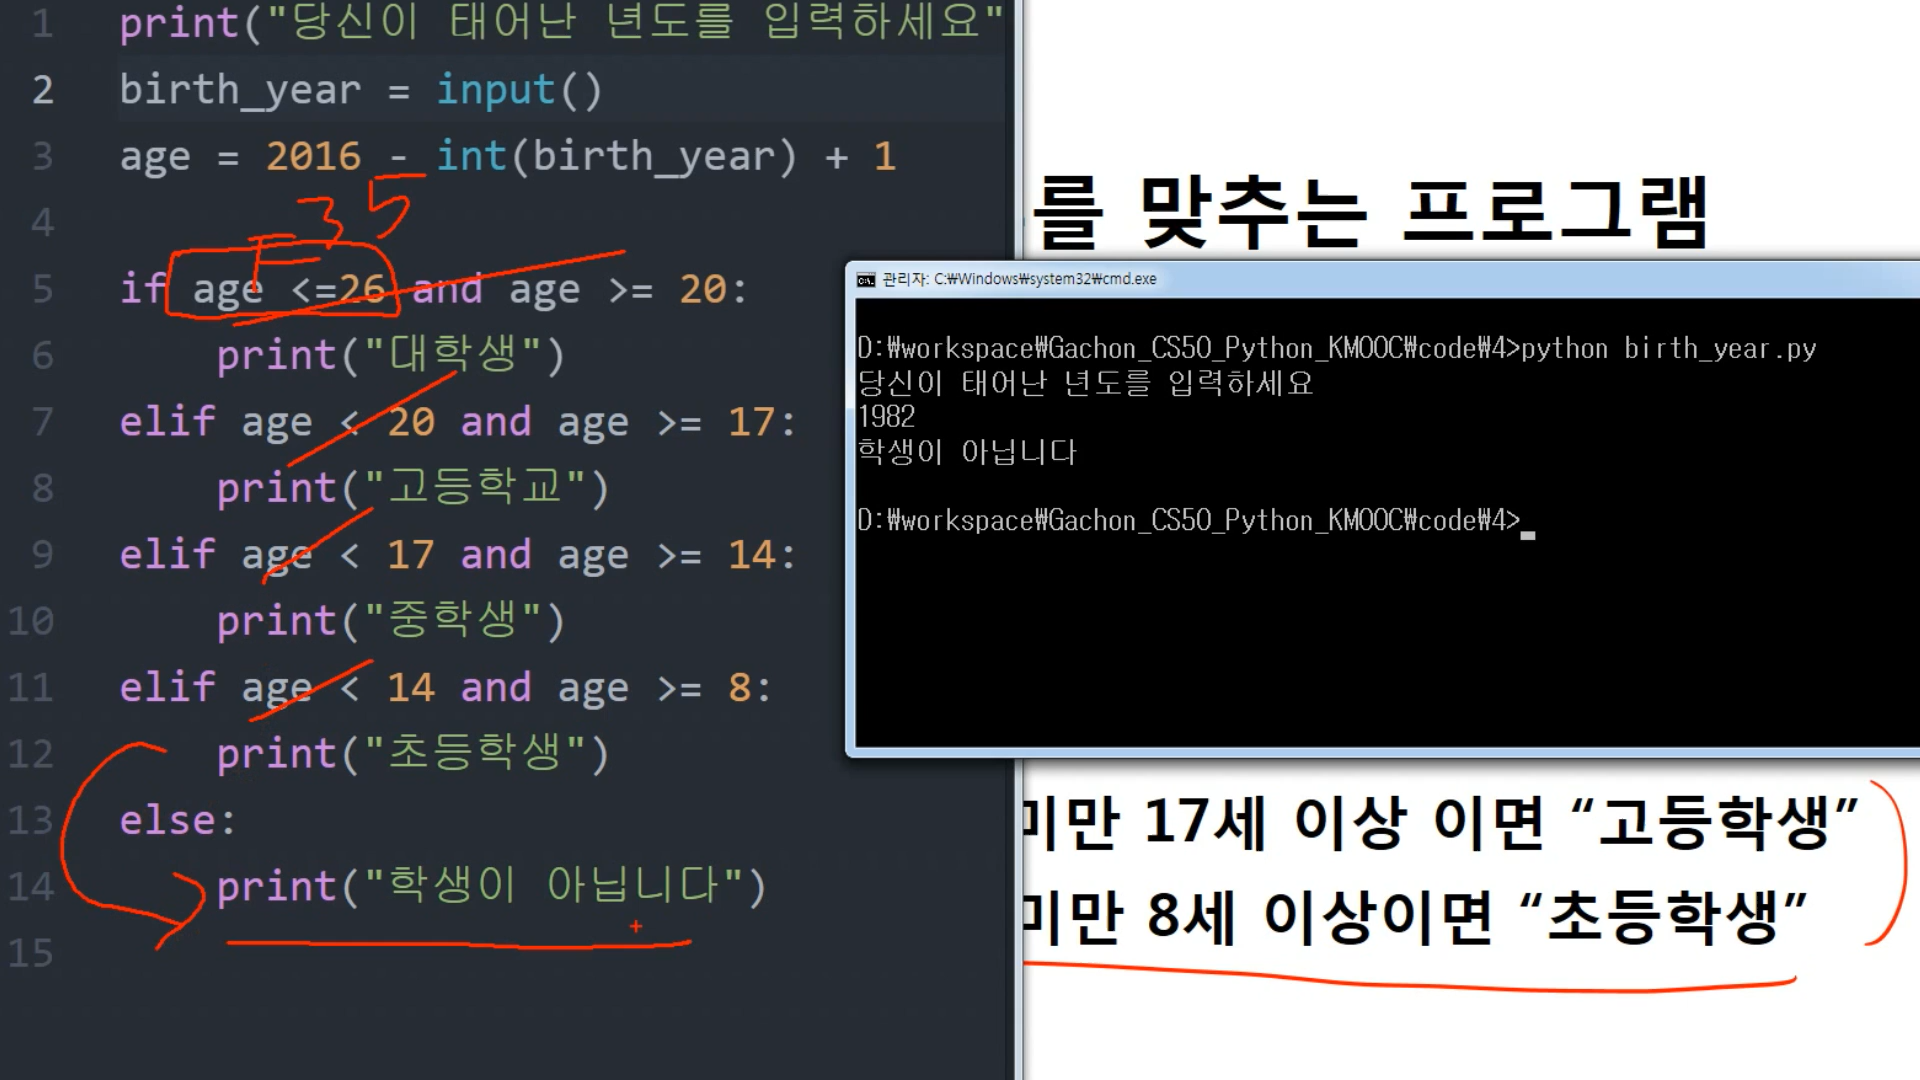 1 print("당신이 태어난 년도를 입력하세요"
2 birth_year = input()
3 age = 2016 - int(birth_year) + 1
4
35
5 if age <=26 and age >= 20:
6 print("대학생")
7 elif age < 20 and age >= 17:
8 print("고등학교")
9 elif age < 17 and age >= 14:
10 print("중학생")
11 elif age < 14 and age >= 8:
12 print("초등학생")
13 else:
14 print("학생이 아닙니다")
15
를 맞추는 프로그램
관리자: C:₩Windows₩system32₩cmd.exe
D:₩workspace₩Gachon_CS50_Python_KMOOC₩code₩4>python birth_year.py
당신이 태어난 년도를 입력하세요
1982
학생이 아닙니다
D:₩workspace₩Gachon_CS50_Python_KMOOC₩code₩4>
미만 17세 이상 이면 “고등학생”
미만 8세 이상이면 “초등학생”